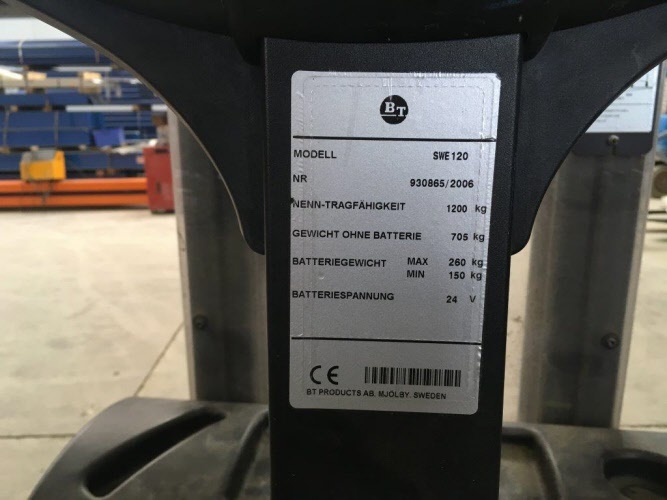 BT
MODELL SWE120
NR 930865/2006
NENN-TRAGFÄHIGKEIT 1200 kg
GEWICHT OHNE BATTERIE 705 kg
BATTERIEGEWICHT MAX 260 kg
MIN 150 kg
BATTERIESPANNUNG 24 V
CE
BT PRODUCTS AB. MJÖLBY. SWEDEN